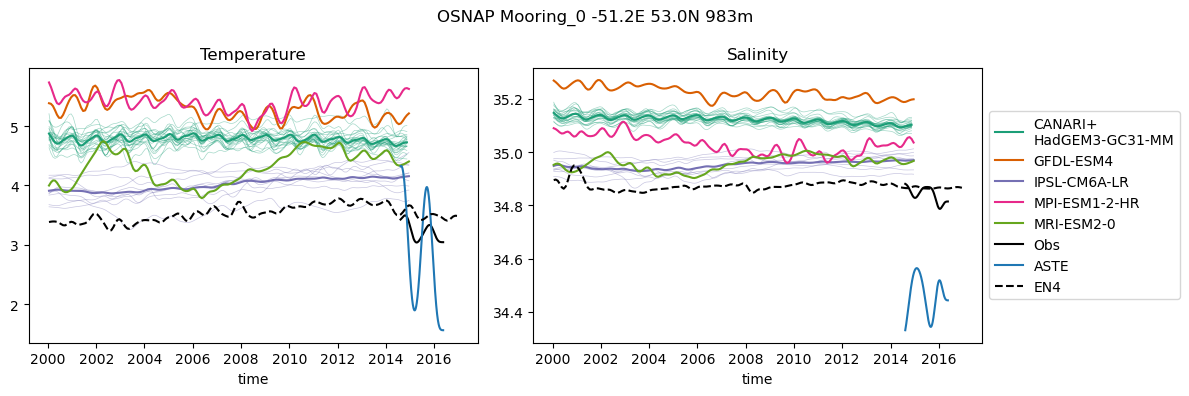 OSNAP Mooring_0 -51.2E 53.0N 983m
Temperature
5
4
3
2
2000 2002 2004 2006 2008 2010 2012 2014 2016
time
Salinity
35.2
35.0
34.8
34.6
34.4
2000 2002 2004 2006 2008 2010 2012 2014 2016
time
CANARI+
HadGEM3-GC31-MM
GFDL-ESM4
IPSL-CM6A-LR
MPI-ESM1-2-HR
MRI-ESM2-0
Obs
ASTE
EN4